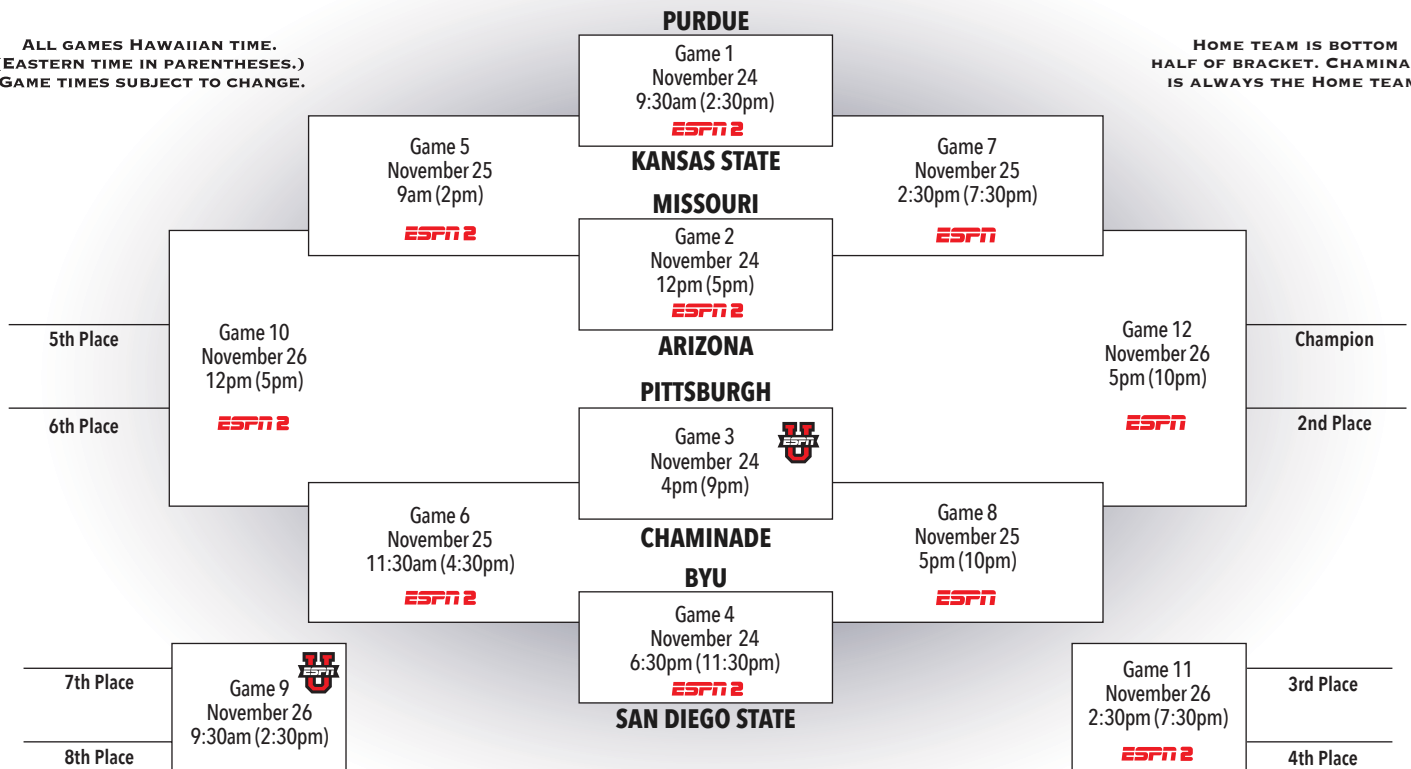 ALL GAMES HAWAIIAN TIME.
(EASTERN TIME IN PARENTHESES.)
GAME TIMES SUBJECT TO CHANGE.
HOME TEAM IS BOTTOM
HALF OF BRACKET.
IS ALWAYS THE HOME TEAM
PURDUE
Game 1
November 24
9:30am (2:30pm)
ESPN 2
KANSAS STATE
Game 5
November 25
9am (2pm)
ESPN 2
Game 7
November 25
2:30pm (7:30pm)
ESPN
MISSOURI
Game 2
November 24
12pm (5pm)
ESPN 2
ARIZONA
5th Place
6th Place
Game 10
November 26
12pm (5pm)
ESPN 2
Game 12
November 26
5pm (10pm)
ESPN
Champion
2nd Place
PITTSBURGH
Game 3
November 24
4pm (9pm)
U
ESPN
CHAMINADE
Game 6
November 25
11:30am (4:30pm)
ESPN 2
Game 8
November 25
5pm (10pm)
ESPN
BYU
Game 4
November 24
6:30pm (11:30pm)
ESPN 2
SAN DIEGO STATE
7th Place
8th Place
Game 9
November 26
9:30am (2:30pm)
U
ESPN
Game 11
November 26
2:30pm (7:30pm)
ESPN 2
3rd Place
4th Place